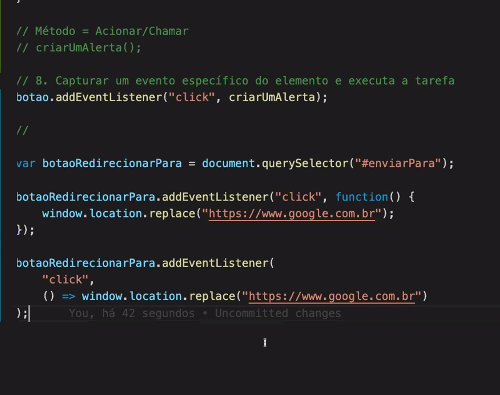 // Método = Acionar/Chamar
// criarUmAlerta();
// 8. Capturar um evento específico do elemento e executa a tarefa
botao.addEventListener("click", criarUmAlerta);
//
var botaoRedirecionarPara = document.querySelector("#enviarPara");
botaoRedirecionarPara.addEventListener("click", function() {
window.location.replace("https://www.google.com.br");
});
botaoRedirecionarPara.addEventListener(
"click",
() => window.location.replace("https://www.google.com.br")
); You, há 42 segundos • Uncommitted changes